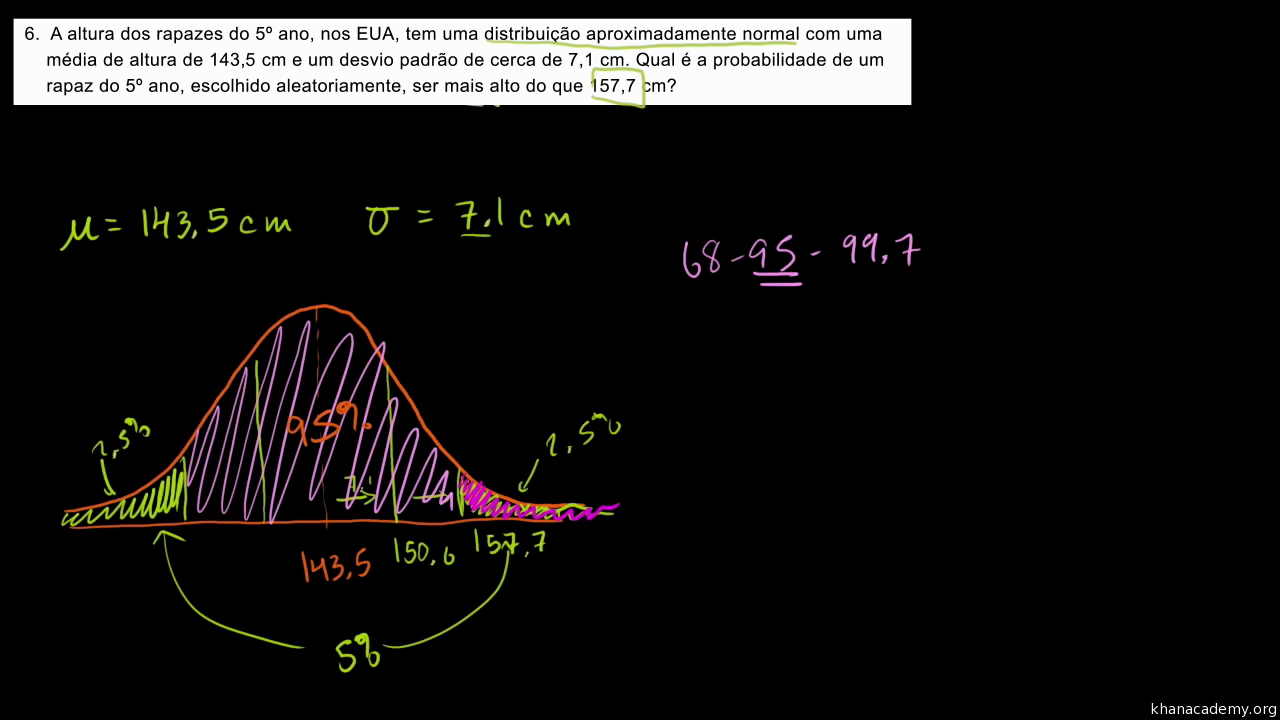 6. A altura dos rapazes do 5º ano, nos EUA, tem uma distribuição aproximadamente normal com uma
média de altura de 143,5 cm e um desvio padrão de cerca de 7,1 cm. Qual é a probabilidade de um
rapaz do 5º ano, escolhido aleatoriamente, ser mais alto do que 157,7 cm?
μ = 143,5 cm σ = 7.1 cm
68 - 95 - 99.7
95%
2,5%
2,5%
143,5 150,6 157,7
5%
khanacademy.org